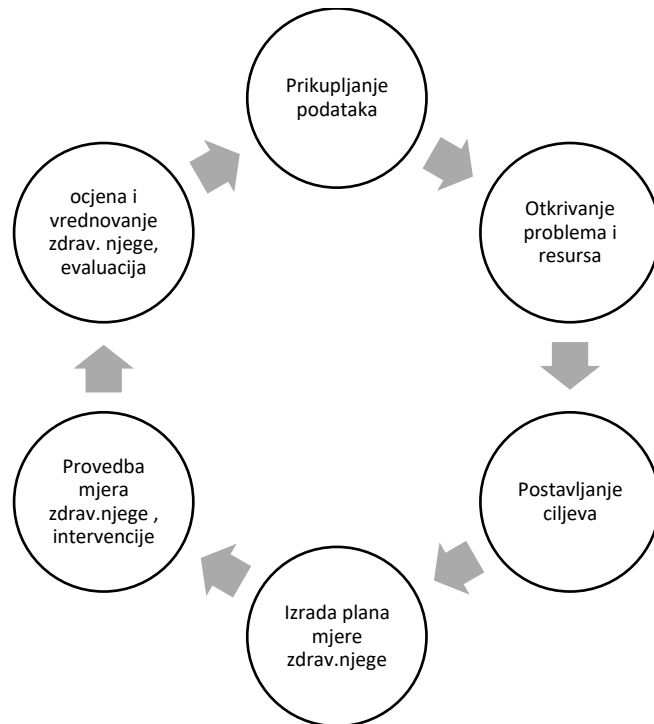 Prikupljanje
podataka
Otkrivanje
problema i
resursa
Postavljanje
ciljeva
Izrada plana
mjere
zdrav.njege
Provedba
mjera
zdrav.njege ,
intervencije
ocjena i
vrednovanje
zdrav. njege,
evaluacija